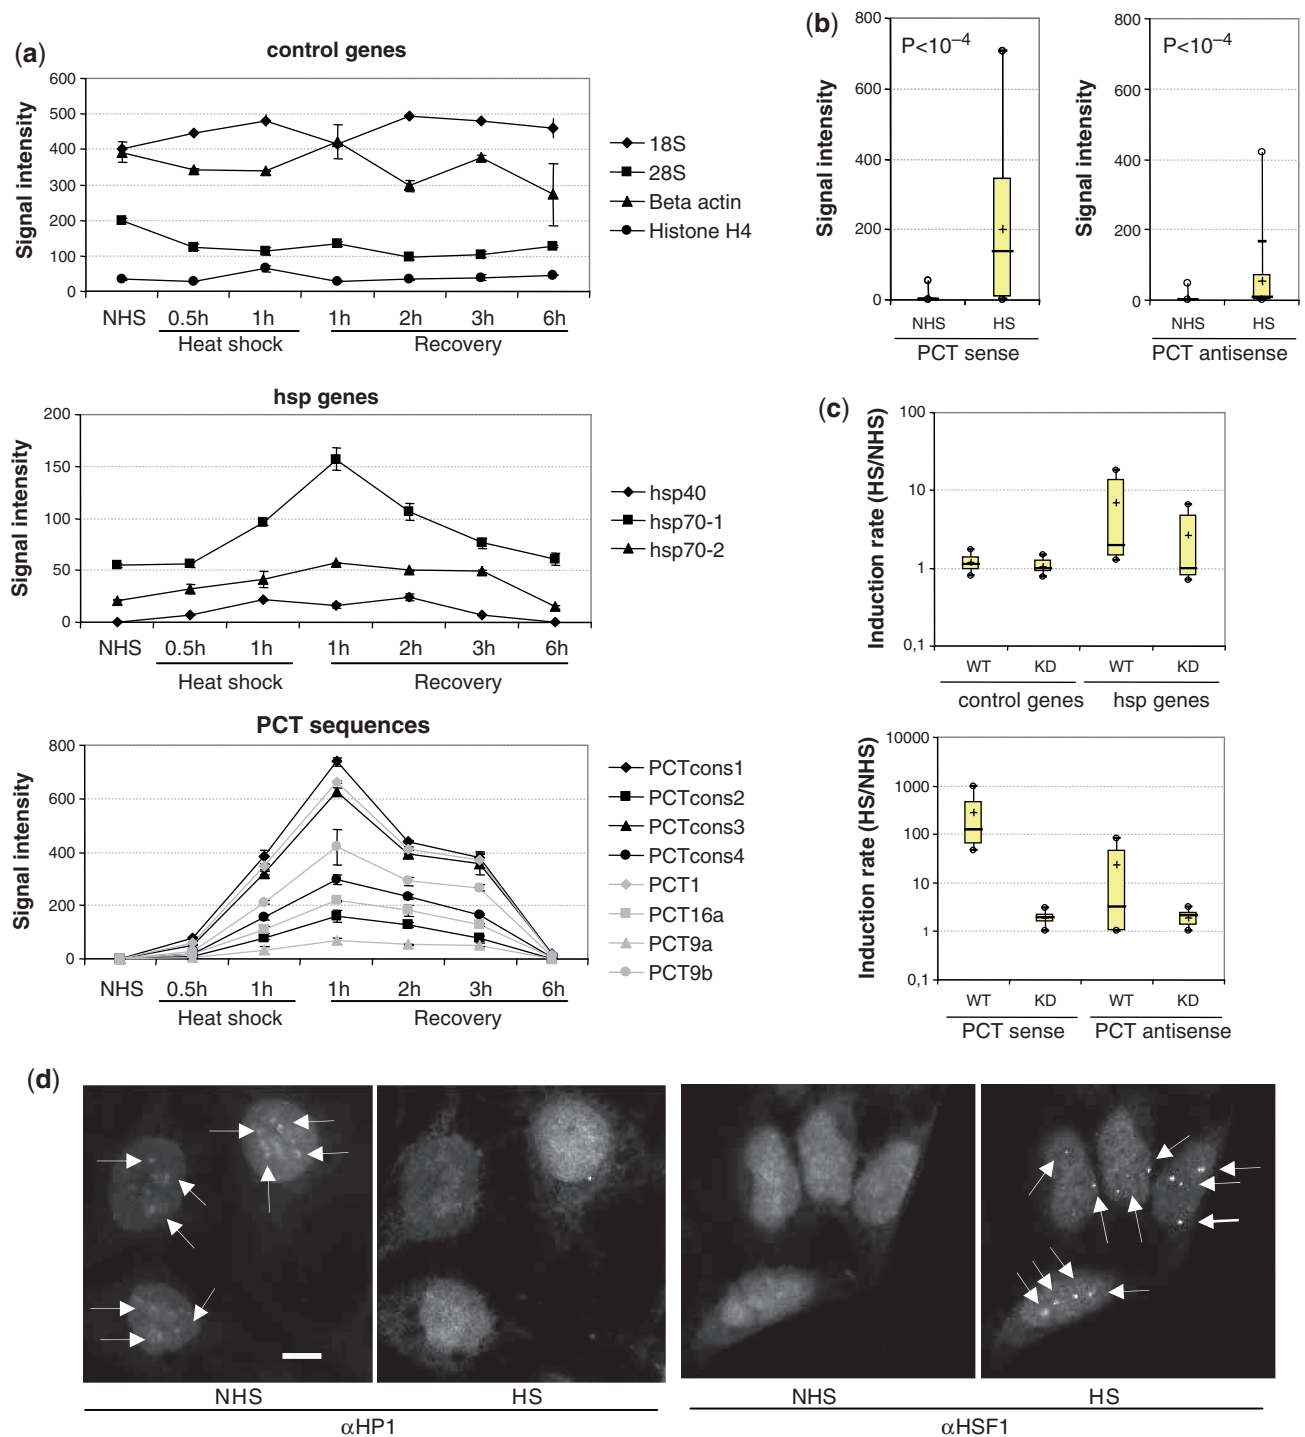 (a)
control genes
Signal intensity
600
500
400
300
200
100
0
NHS 0.5h 1h 1h 2h 3h 6h
Heat shock Recovery
18S
28S
Beta actin
Histone H4
hsp genes
Signal intensity
200
150
100
50
0
NHS 0.5h 1h 1h 2h 3h 6h
Heat shock Recovery
hsp40
hsp70-1
hsp70-2
PCT sequences
Signal intensity
800
600
400
200
0
NHS 0.5h 1h 1h 2h 3h 6h
Heat shock Recovery
PCTcons1
PCTcons2
PCTcons3
PCTcons4
PCT1
PCT16a
PCT9a
PCT9b
(b)
Signal intensity
800
600
400
200
0
P<10⁻⁴
NHS HS
PCT sense
Signal intensity
800
600
400
200
0
P<10⁻⁴
NHS HS
PCT antisense
(c)
Induction rate (HS/NHS)
100
10
1
0,1
WT KD WT KD
control genes hsp genes
Induction rate (HS/NHS)
10000
1000
100
10
1
0,1
WT KD WT KD
PCT sense PCT antisense
(d)
NHS HS NHS HS
αHP1 αHSF1